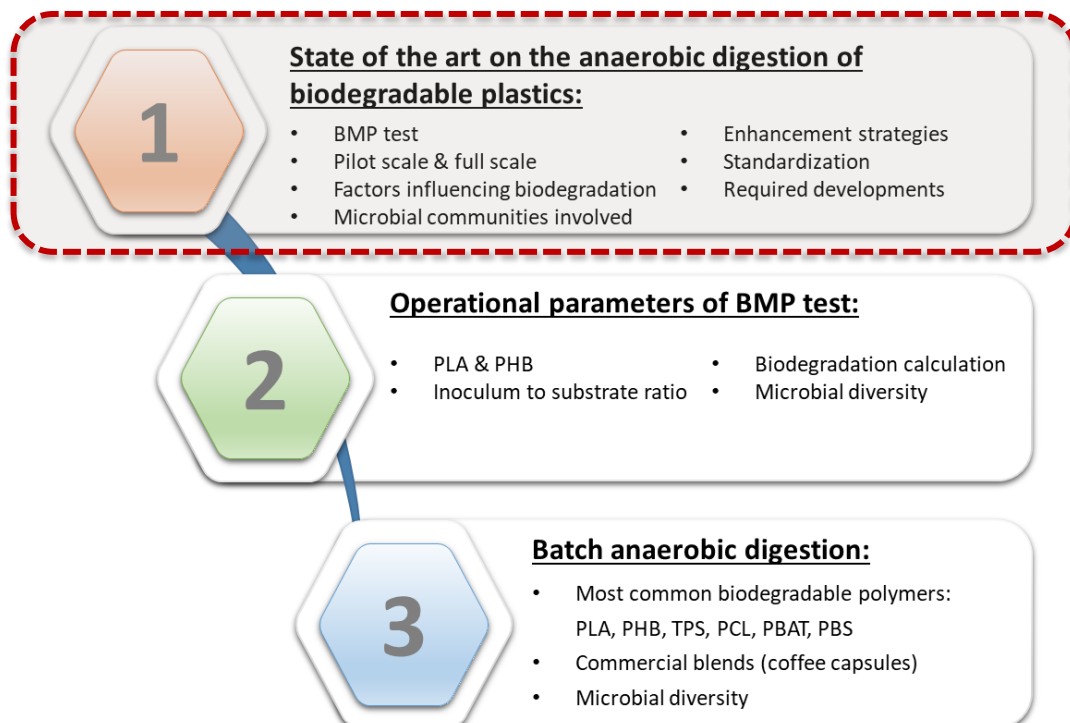 1
State of the art on the anaerobic digestion of
biodegradable plastics:
• BMP test
• Pilot scale & full scale
• Factors influencing biodegradation
• Microbial communities involved
• Enhancement strategies
• Standardization
• Required developments
2
Operational parameters of BMP test:
• PLA & PHB
• Inoculum to substrate ratio
• Biodegradation calculation
• Microbial diversity
3
Batch anaerobic digestion:
• Most common biodegradable polymers:
PLA, PHB, TPS, PCL, PBAT, PBS
• Commercial blends (coffee capsules)
• Microbial diversity